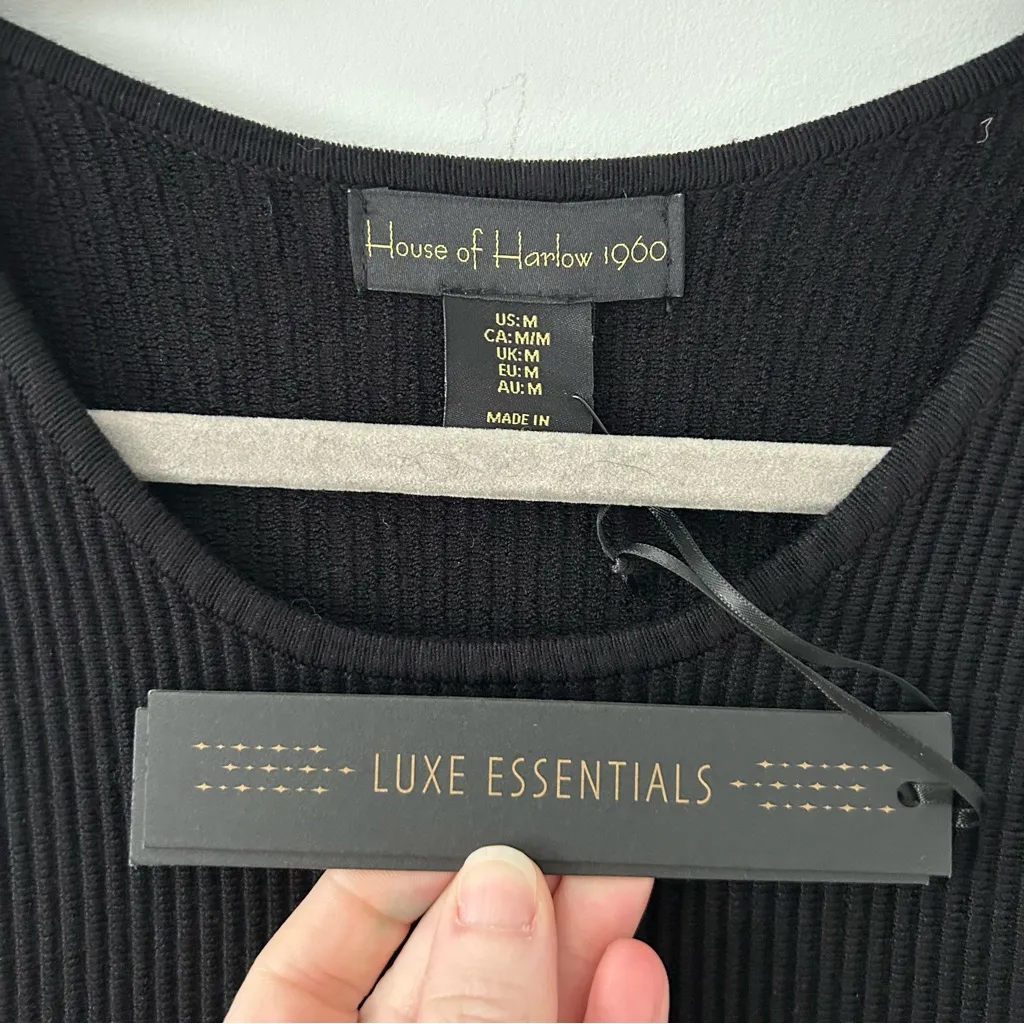 House of Harlow 1960
US: M
CA: M/M
UK: M
EU: M
AU: M
MADE IN
LUXE ESSENTIALS